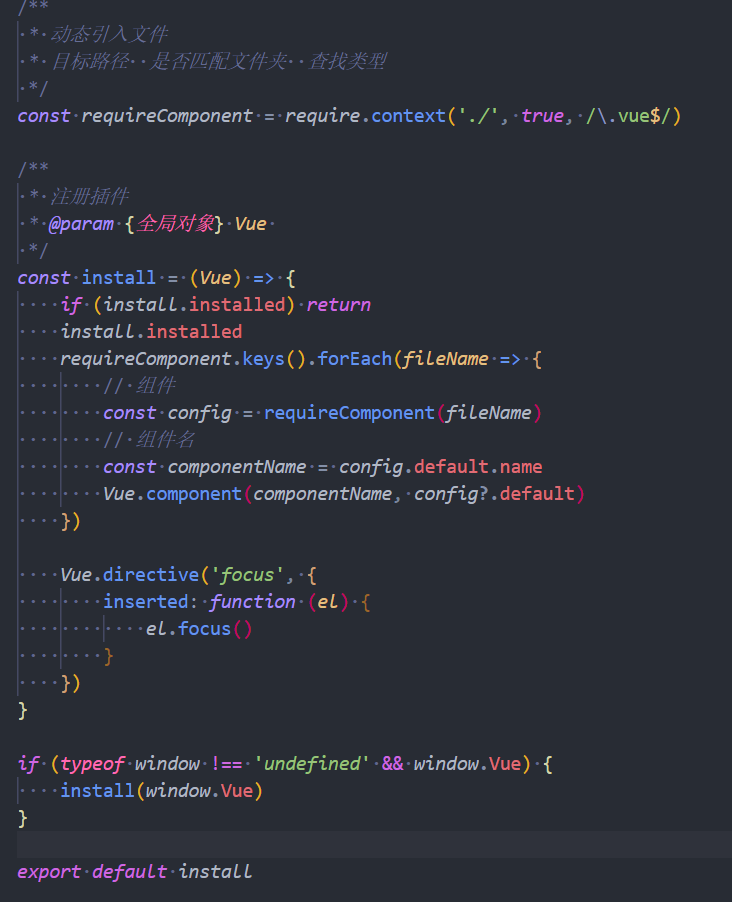 /**
 * 动态引入文件
 * 目标路径  是否匹配文件夹  查找类型
 */
const requireComponent = require.context('./', true, /\.vue$/)
/**
 * 注册插件
 * @param {全局对象} Vue
 */
const install = (Vue) => {
    if (install.installed) return
    install.installed
    requireComponent.keys().forEach(fileName => {
        // 组件
        const config = requireComponent(fileName)
        // 组件名
        const componentName = config.default.name
        Vue.component(componentName, config?.default)
    })
    Vue.directive('focus', {
        inserted: function (el) {
            el.focus()
        }
    })
}
if (typeof window !== 'undefined' && window.Vue) {
    install(window.Vue)
}
export default install